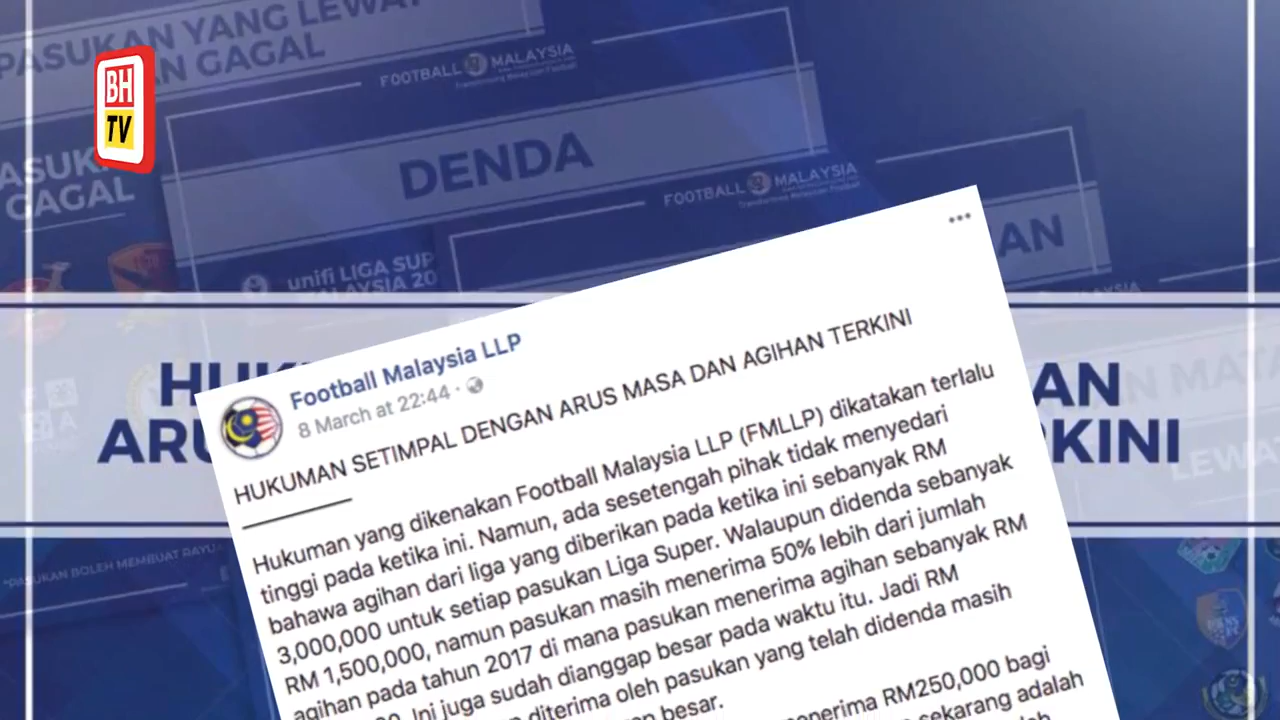 PASUKAN YANG LEWAT
GAGAL
FOOTBALL MALAYSIA
BH
TV
DENDA
GAGAL
FOOTBALL MALAYSIA
unifi LIGA SUP
MALAYSIA 20
Football Malaysia LLP
8 March at 22:44
HUKUMAN SETIMPAL DENGAN ARUS MASA DAN AGIHAN TERKINI
Hukuman yang dikenakan Football Malaysia LLP (FMLLP) dikatakan terlalu
tinggi pada ketika ini. Namun, ada sesetengah pihak tidak menyedari
bahawa agihan dari liga yang diberikan pada ketika ini sebanyak RM
3,000,000 untuk setiap pasukan Liga Super. Walaupun didenda sebanyak
RM 1,500,000, namun pasukan masih menerima 50% lebih dari jumlah
agihan pada tahun 2017 di mana pasukan menerima agihan sebanyak RM
Ini juga sudah dianggap besar pada waktu itu. Jadi RM
diterima oleh pasukan yang telah didenda masih
besar.
menerima RM250,000 bagi
sekarang adalah
AN
KINI
LEWA
"PASUKAN BOLEH MEMBUAT RAYU